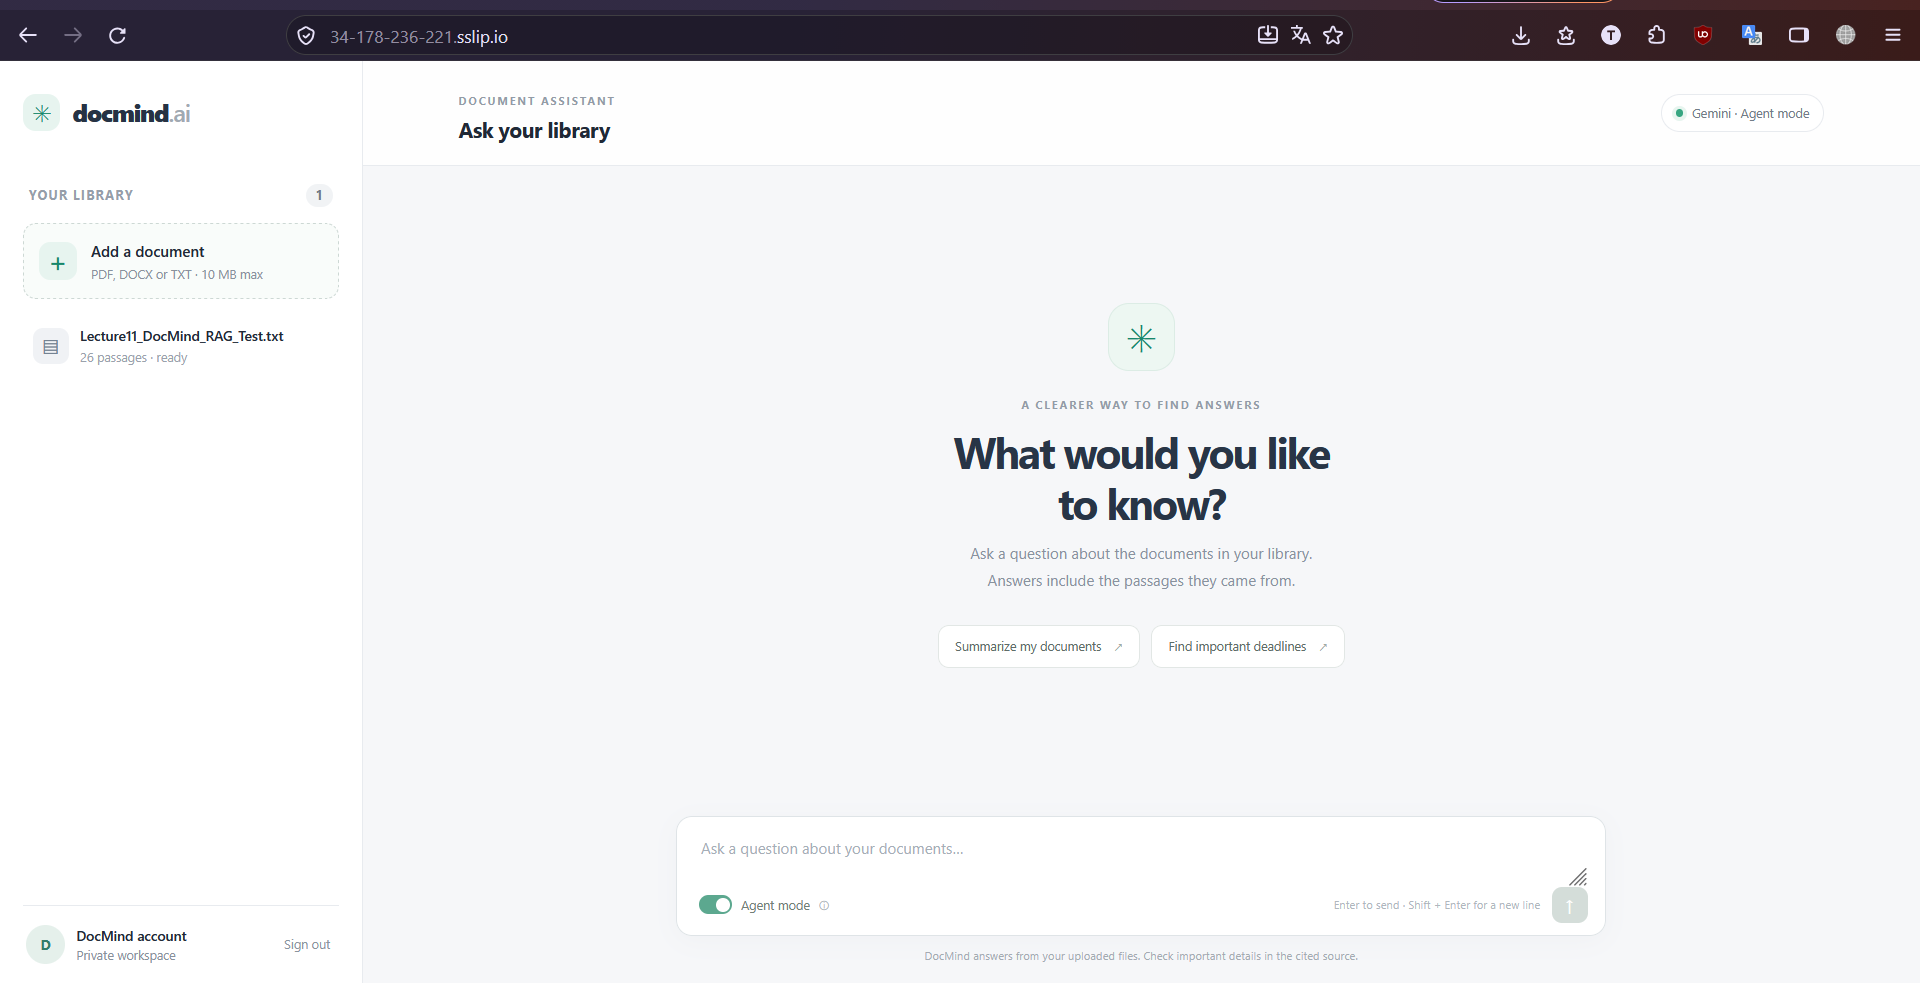 34-178-236-221.sslip.io
docmind.ai
YOUR LIBRARY
1
+
Add a document
PDF, DOCX or TXT · 10 MB max
Lecture11_DocMind_RAG_Test.txt
26 passages · ready
D
DocMind account
Private workspace
Sign out
DOCUMENT ASSISTANT
Ask your library
Gemini · Agent mode
A CLEARER WAY TO FIND ANSWERS
What would you like
to know?
Ask a question about the documents in your library.
Answers include the passages they came from.
Summarize my documents ↗
Find important deadlines ↗
Ask a question about your documents...
Agent mode
Enter to send · Shift + Enter for a new line
↑
DocMind answers from your uploaded files. Check important details in the cited source.